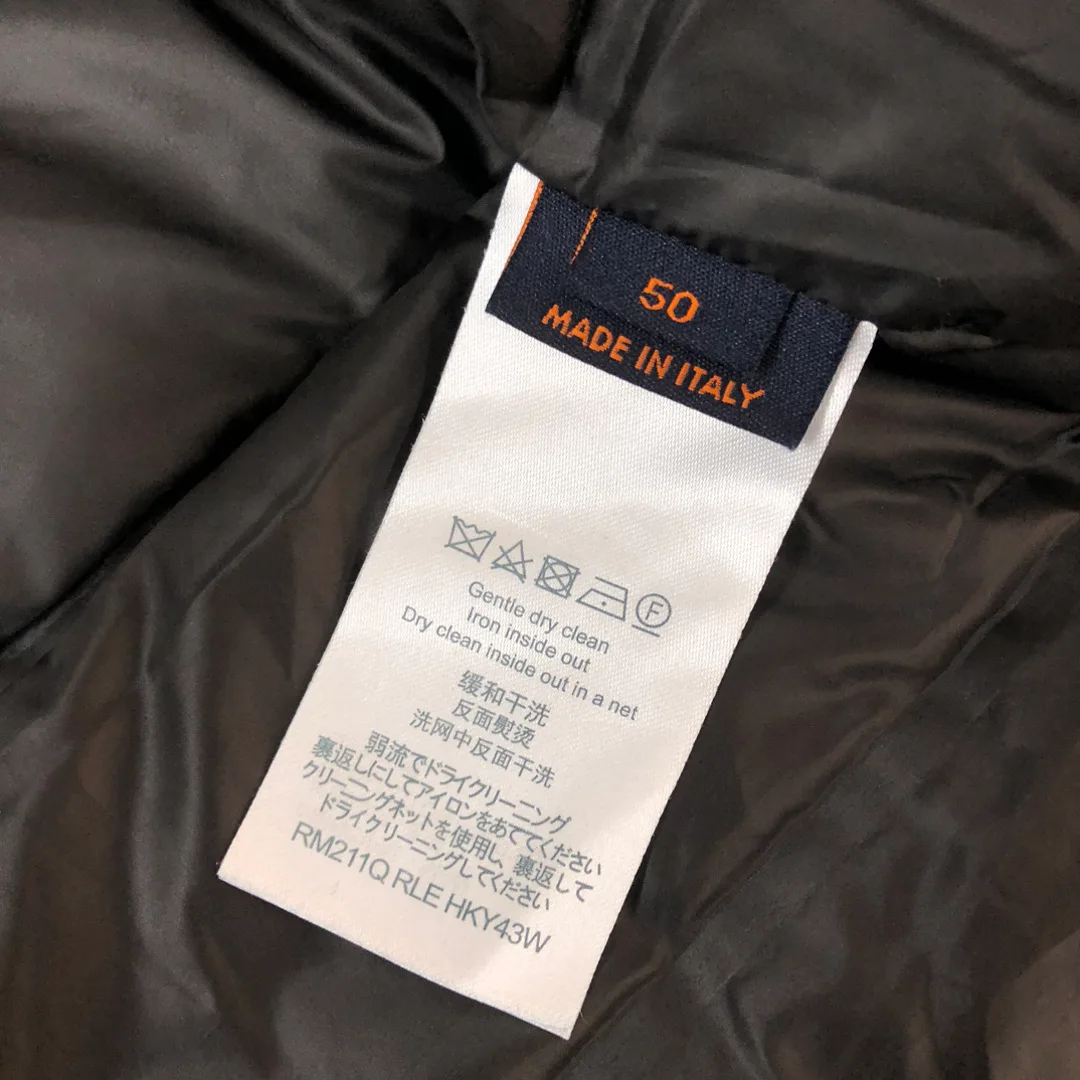 50
MADE IN ITALY
F
Gentle dry clean
Iron inside out
Dry clean inside out in a net
缓和干洗
反面熨烫
洗网中反面干洗
弱流でドライクリーニング
裏返しにしてアイロンをあててください
クリーニングネットを使用し、裏返して
ドライクリーニングしてください
RM211Q RLE HKY43W